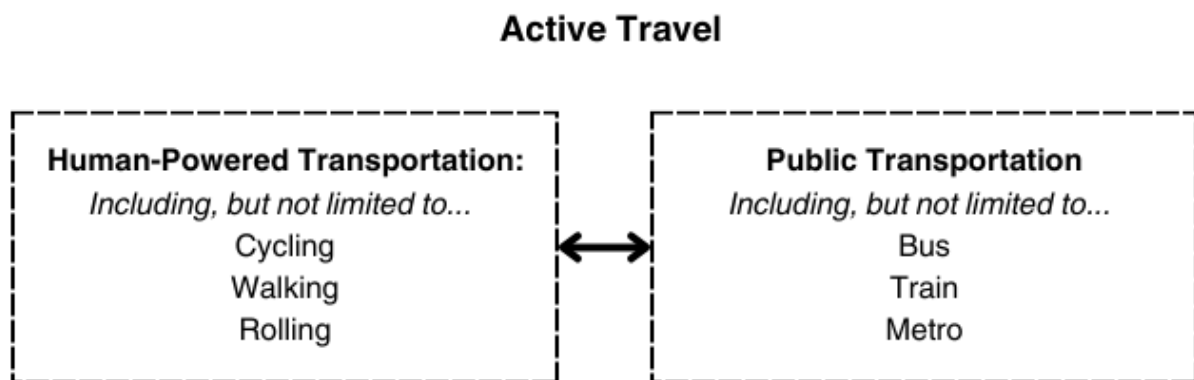 Active Travel
Human-Powered Transportation:
Including, but not limited to...
Cycling
Walking
Rolling
Public Transportation
Including, but not limited to...
Bus
Train
Metro